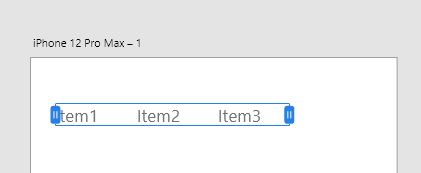 iPhone 12 Pro Max – 1
Item1 Item2 Item3